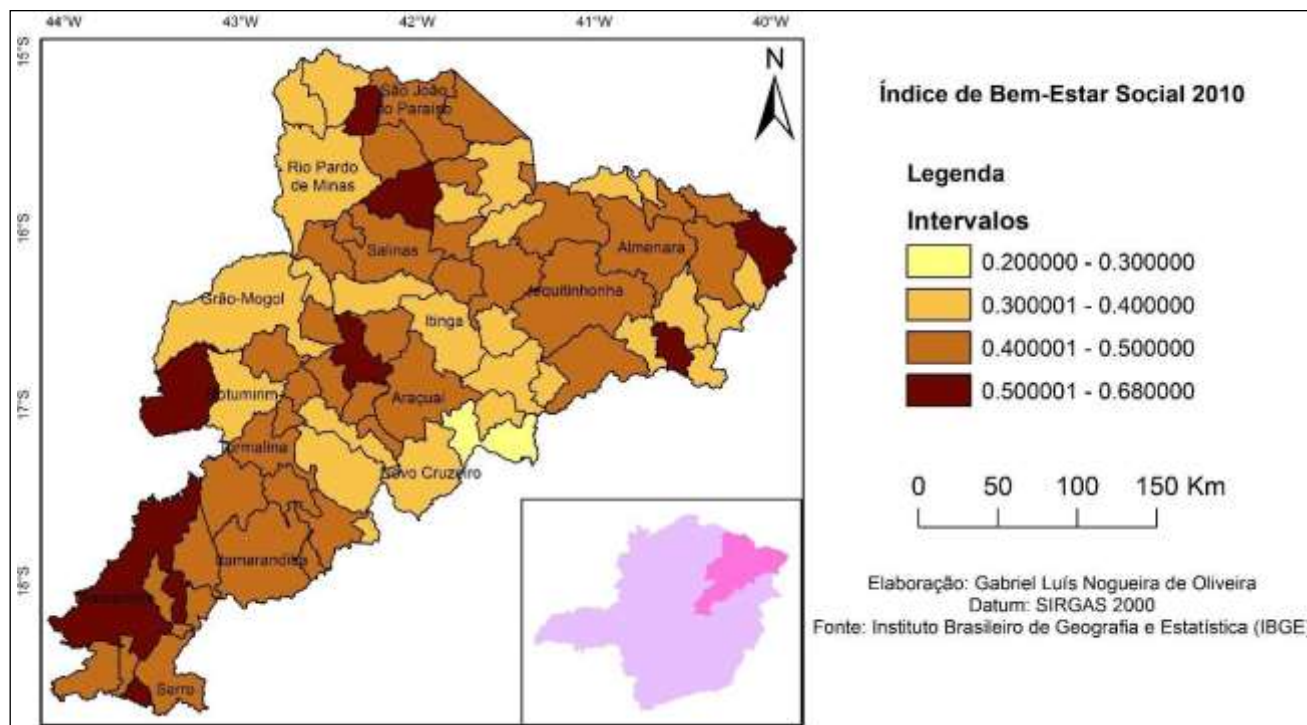 44°W
43°W
42°W
41°W
40°W
15°S
16°S
17°S
18°S
N
São João
do Paraíso
Rio Pardo
de Minas
Salinas
Almenara
Grão-Mogol
Jequitinhonha
Itinga
Botumirim
Araçuaí
Turmalina
Novo Cruzeiro
Itamarandiba
Serro
Índice de Bem-Estar Social 2010
Legenda
Intervalos
0.200000 - 0.300000
0.300001 - 0.400000
0.400001 - 0.500000
0.500001 - 0.680000
0 50 100 150 Km
Elaboração: Gabriel Luís Nogueira de Oliveira
Datum: SIRGAS 2000
Fonte: Instituto Brasileiro de Geografia e Estatística (IBGE)